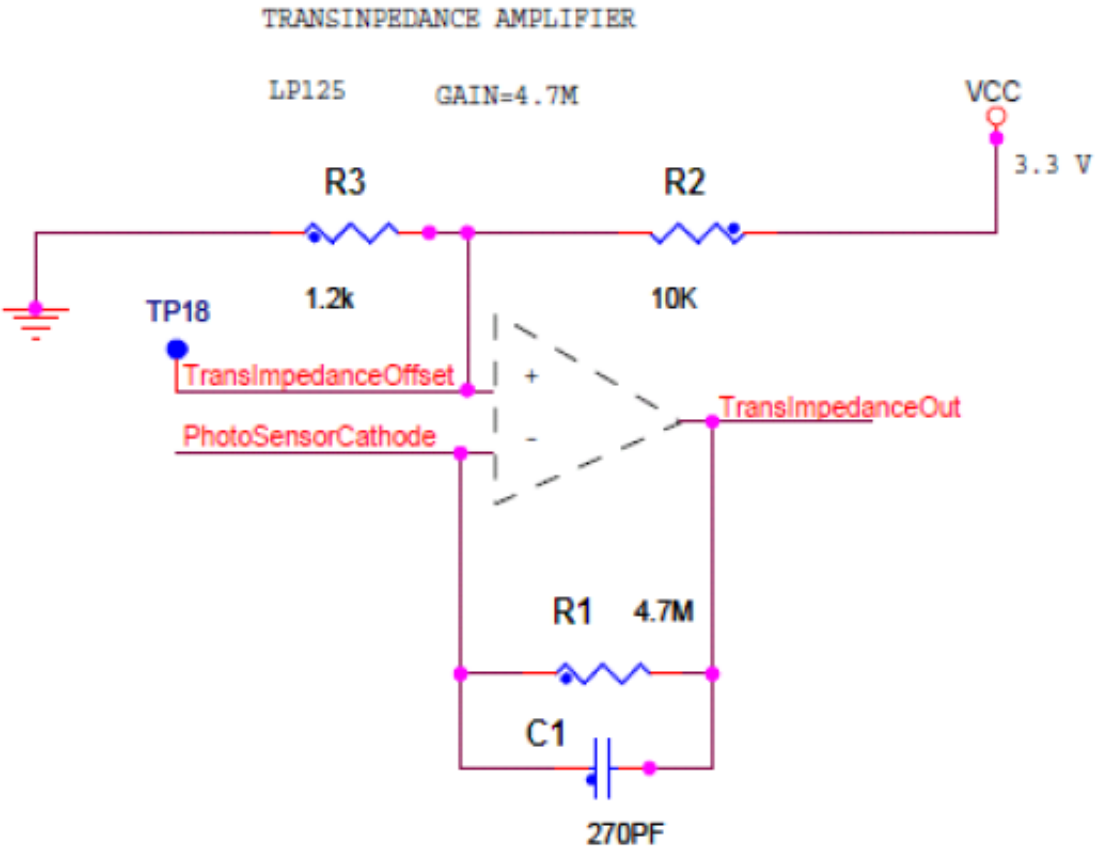 TRANSINPEDANCE AMPLIFIER
LP125 GAIN=4.7M
VCC
3.3 V
R3 R2
1.2k 10K
TP18
TransImpedanceOffset
+
TransImpedanceOut
PhotoSensorCathode
-
R1 4.7M
C1
270PF